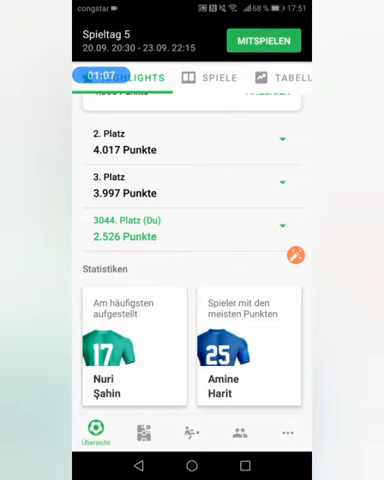 congstar
68 % 17:51
Spieltag 5
20.09. 20:30 - 23.09. 22:15
MITSPIELEN
01:07
HIGHLIGHTS
SPIELE
TABELL
2. Platz
4.017 Punkte
3. Platz
3.997 Punkte
3044. Platz (Du)
2.526 Punkte
Statistiken
Am häufigsten
aufgestellt
17
Nuri
Şahin
Spieler mit den
meisten Punkten
25
Amine
Harit
Übersicht